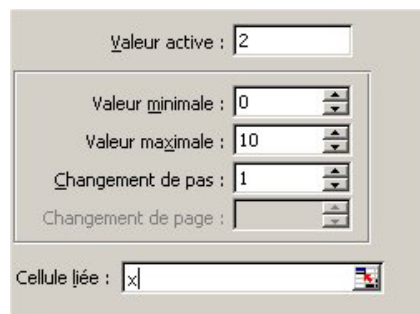 Valeur active : 2
Valeur minimale : 0
Valeur maximale : 10
Changement de pas : 1
Changement de page :
Cellule liée : x